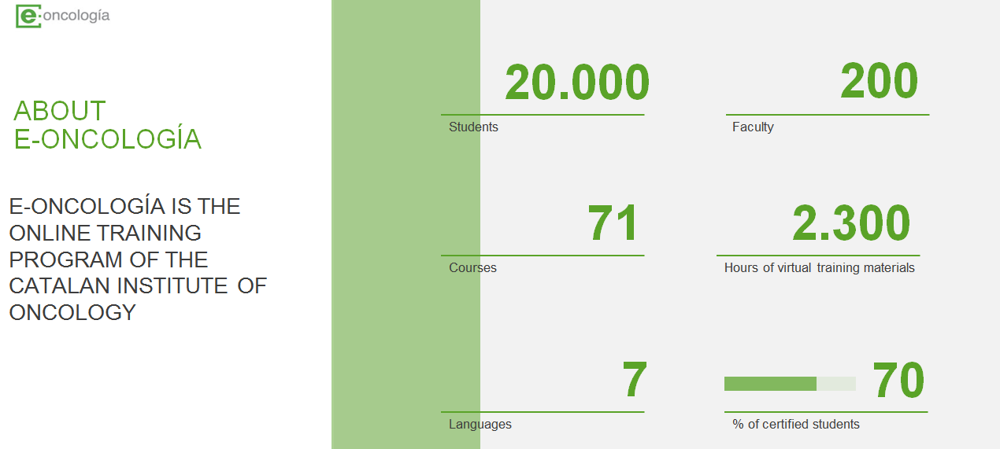 e oncología
ABOUT
E-ONCOLOGÍA
E-ONCOLOGÍA IS THE
ONLINE TRAINING
PROGRAM OF THE
CATALAN INSTITUTE OF
ONCOLOGY
20.000
Students
200
Faculty
71
Courses
2.300
Hours of virtual training materials
7
Languages
70
% of certified students